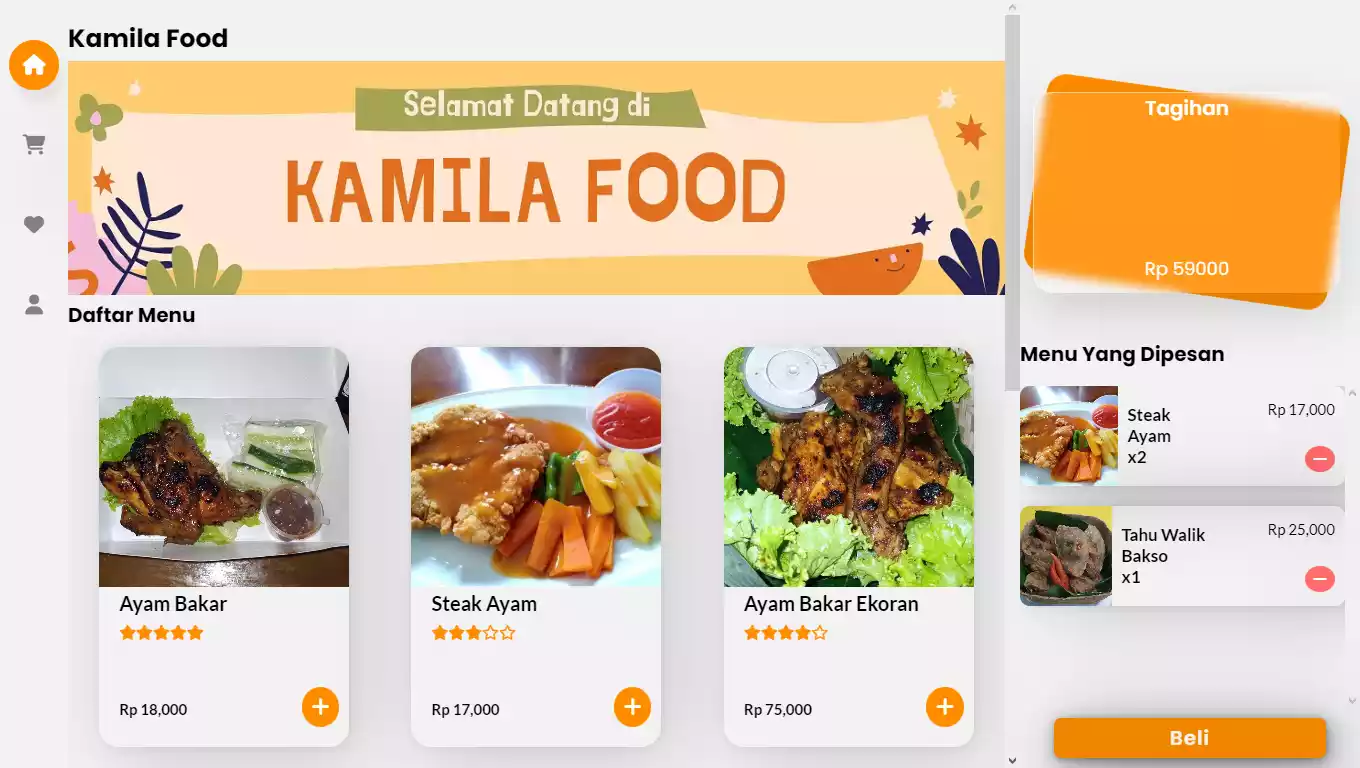 Kamila Food
Selamat Datang di
KAMILA FOOD
Daftar Menu
Ayam Bakar
Rp 18,000
Steak Ayam
Rp 17,000
Ayam Bakar Ekoran
Rp 75,000
Tagihan
Rp 59000
Menu Yang Dipesan
Steak
Ayam
x2
Rp 17,000
Tahu Walik
Bakso
x1
Rp 25,000
Beli